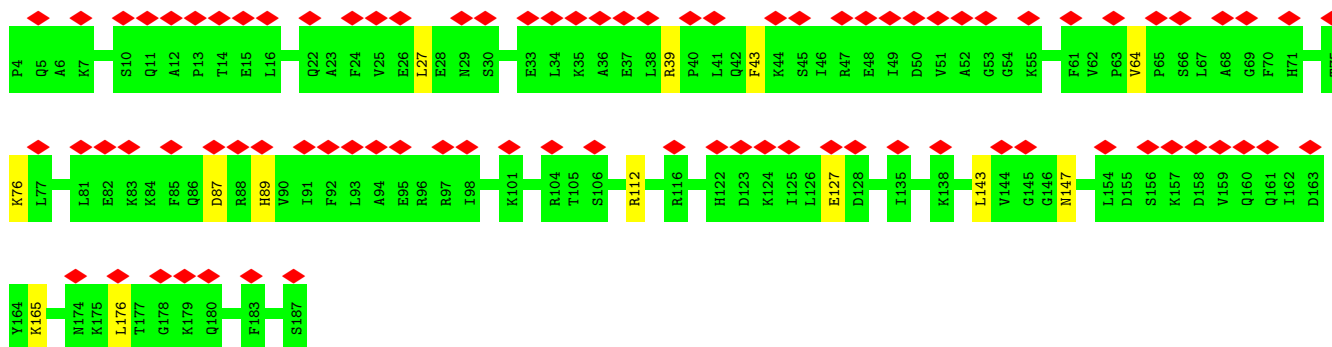 P4 Q5 A6 K7 S10 Q11 A12 P13 T14 E15 L16 Q22 A23 F24 V25 E26 L27 E28 N29 S30 E33 L34 K35 A36 E37 L38 R39 P40 L41 Q42 F43 K44 S45 I46 R47 E48 I49 D50 V51 A52 G53 G54 K55 F61 V62 P63 V64 P65 S66 L67 A68 G69 F70 H71
K76 L77 L81 E82 K83 K84 F85 Q86 D87 R88 H89 V90 I91 F92 L93 A94 E95 R96 R97 I98 K101 R104 T105 S106 R112 R116 H122 D123 K124 I125 L126 E127 D128 I135 K138 L143 V144 G145 G146 N147 L154 D155 S156 K157 D158 V159 Q160 Q161 I162 D163
Y164 K165 N174 K175 L176 T177 G178 K179 Q180 F183 S187